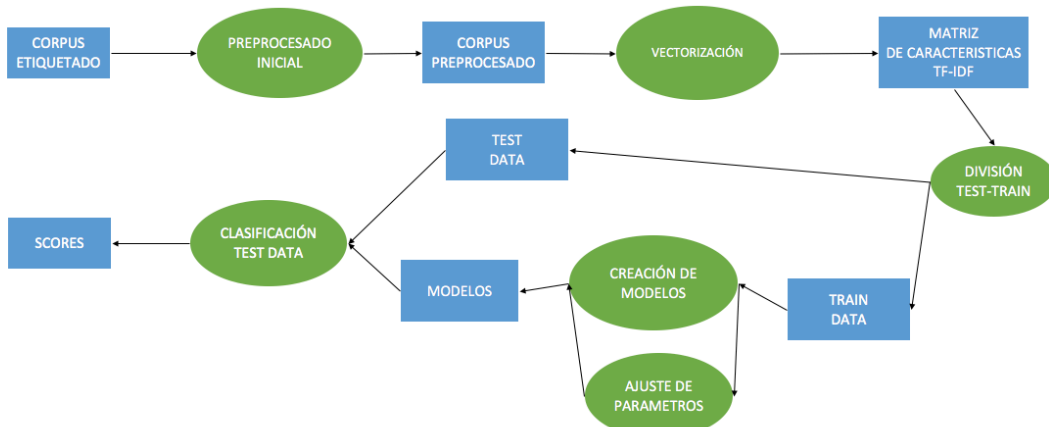 CORPUS
ETIQUETADO
PREPROCESADO
INICIAL
CORPUS
PREPROCESADO
VECTORIZACIÓN
MATRIZ
DE CARACTERISTICAS
TF-IDF
DIVISIÓN
TEST-TRAIN
TEST
DATA
TRAIN
DATA
CREACIÓN DE
MODELOS
AJUSTE DE
PARAMETROS
MODELOS
CLASIFICACIÓN
TEST DATA
SCORES